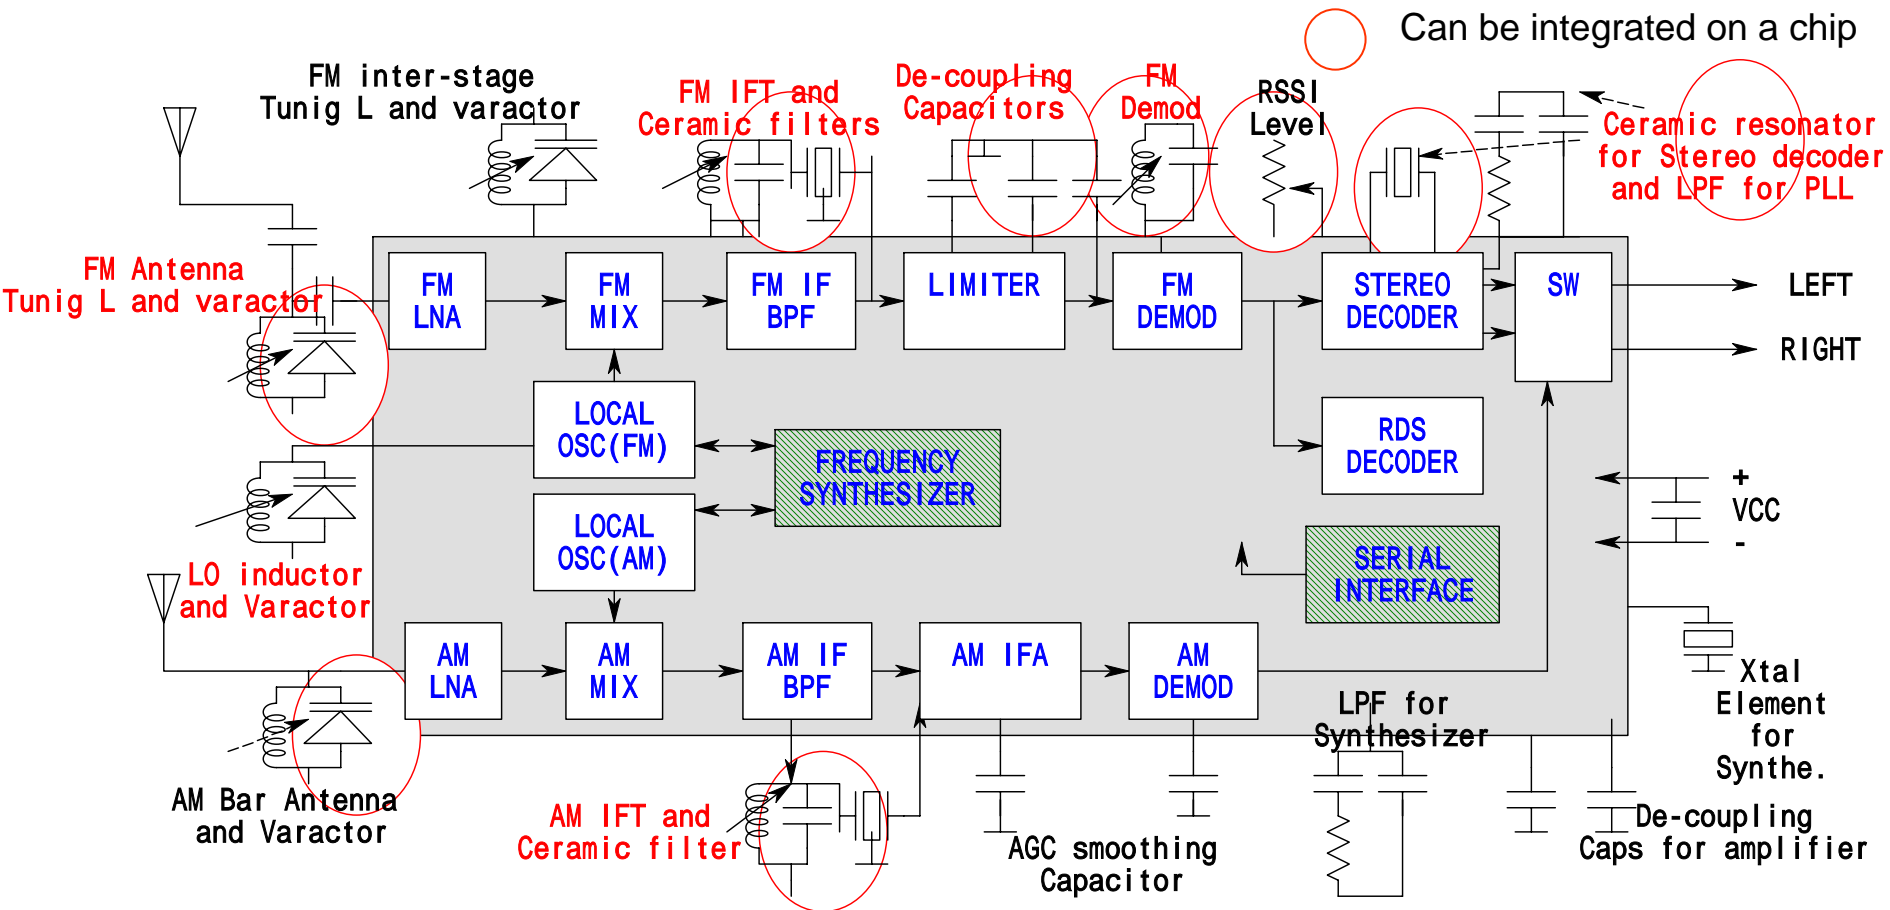 Can be integrated on a chip
FM inter-stage
Tunig L and varactor
FM IFT and
Ceramic filters
De-coupling
Capacitors
FM
Demod
RSSI
Level
Ceramic resonator
for Stereo decoder
and LPF for PLL
FM Antenna
Tunig L and varactor
FM
LNA
FM
MIX
FM IF
BPF
LIMITER
FM
DEMOD
STEREO
DECODER
SW
LEFT
RIGHT
LOCAL
OSC(FM)
FREQUENCY
SYNTHESIZER
RDS
DECODER
LOCAL
OSC(AM)
SERIAL
INTERFACE
+
VCC
-
LO inductor
and Varactor
AM
LNA
AM
MIX
AM IF
BPF
AM IFA
AM
DEMOD
LPF for
Synthesizer
Xtal
Element
for
Synthe.
AM Bar Antenna
and Varactor
AM IFT and
Ceramic filter
AGC smoothing
Capacitor
De-coupling
Caps for amplifier